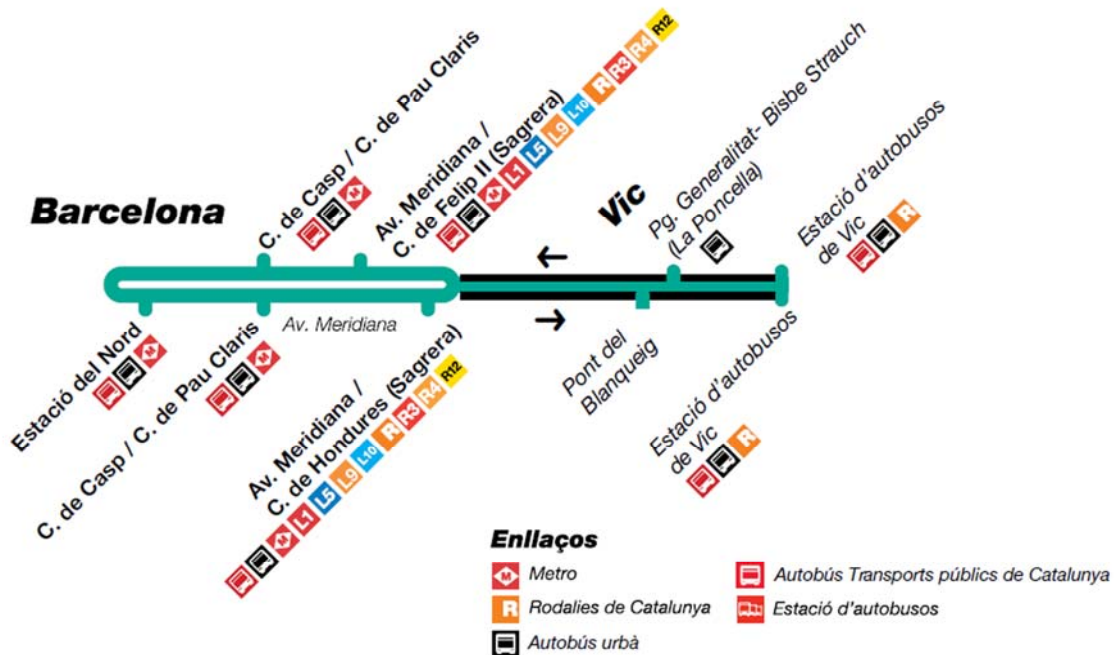 Barcelona
C. de Casp / C. de Pau Claris
M
Av. Meridiana /
C. de Felip II (Sagrera)
M L1 L5 L9 L10 R R3 R4 R12
Vic
Pg. Generalitat- Bisbe Strauch
(La Poncella)
Estació d'autobusos
de Vic
R
←
→
Av. Meridiana
Estació del Nord
M
C. de Casp / C. de Pau Claris
M
Av. Meridiana /
C. de Hondures (Sagrera)
M L1 L5 L9 L10 R R3 R4 R12
Pont del
Blanqueig
Estació d'autobusos
de Vic
R
Enllaços
M Metro
R Rodalies de Catalunya
Autobús urbà
Autobús Transports públics de Catalunya
Estació d'autobusos